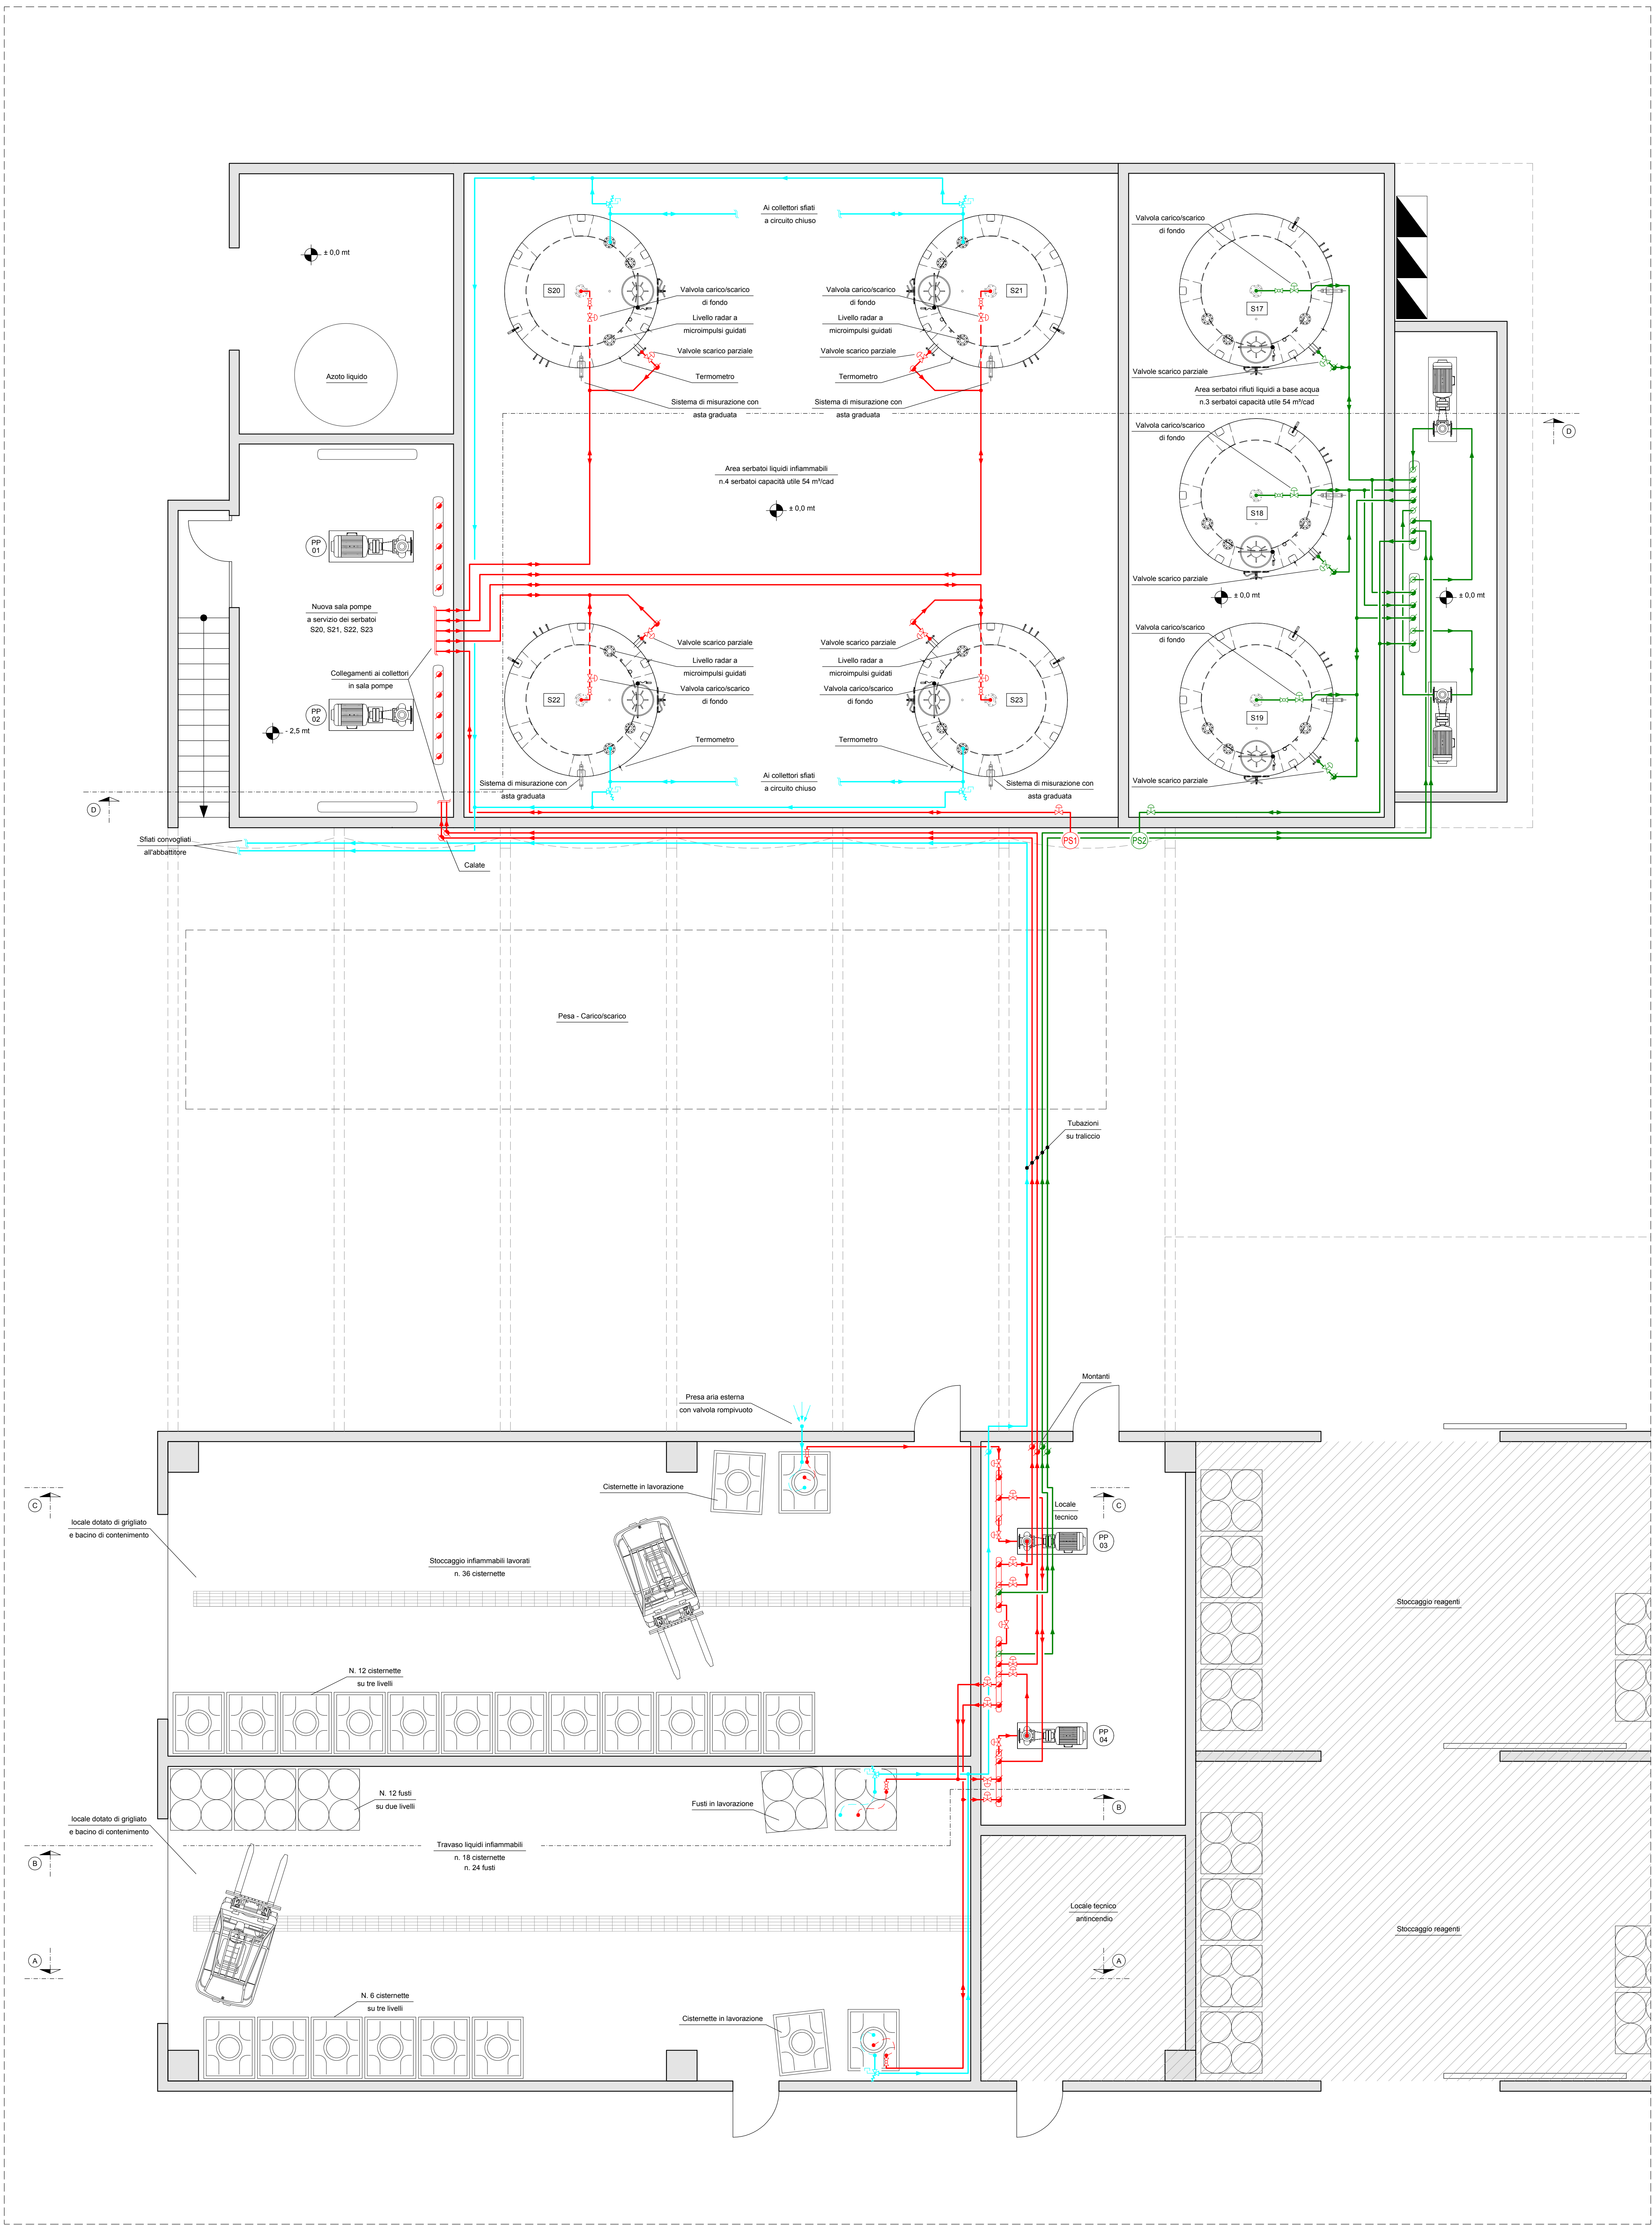 Ai collettori sfiati
a circuito chiuso
Valvola carico/scarico
di fondo
± 0,0 mt
S20
Valvola carico/scarico
di fondo
Valvola carico/scarico
di fondo
S21
S17
Livello radar a
microimpulsi guidati
Livello radar a
microimpulsi guidati
Valvole scarico parziale
Valvole scarico parziale
Azoto liquido
Termometro
Termometro
Valvole scarico parziale
Area serbatoi rifiuti liquidi a base acqua
n.3 serbatoi capacità utile 54 m³/cad
Sistema di misurazione con
asta graduata
Sistema di misurazione con
asta graduata
Valvola carico/scarico
di fondo
D
Area serbatoi liquidi infiammabili
n.4 serbatoi capacità utile 54 m³/cad
± 0,0 mt
S18
PP
01
Valvole scarico parziale
± 0,0 mt
± 0,0 mt
Nuova sala pompe
a servizio dei serbatoi
S20, S21, S22, S23
Valvola carico/scarico
di fondo
Valvole scarico parziale
Valvole scarico parziale
Livello radar a
microimpulsi guidati
Livello radar a
microimpulsi guidati
Collegamenti ai collettori
in sala pompe
Valvola carico/scarico
di fondo
Valvola carico/scarico
di fondo
S22
S23
PP
02
S19
- 2,5 mt
Termometro
Termometro
Ai collettori sfiati
a circuito chiuso
Sistema di misurazione con
asta graduata
Sistema di misurazione con
asta graduata
Valvole scarico parziale
D
Sfiati convogliati
all'abbattitore
PS1
PS2
Calate
Pesa - Carico/scarico
Tubazioni
su traliccio
Montanti
Presa aria esterna
con valvola rompivuoto
Cisternette in lavorazione
C
Locale
tecnico
C
locale dotato di grigliato
e bacino di contenimento
PP
03
Stoccaggio infiammabili lavorati
n. 36 cisternette
Stoccaggio reagenti
N. 12 cisternette
su tre livelli
PP
04
N. 12 fusti
su due livelli
Fusti in lavorazione
B
locale dotato di grigliato
e bacino di contenimento
Travaso liquidi infiammabili
n. 18 cisternette
n. 24 fusti
B
Locale tecnico
antincendio
Stoccaggio reagenti
A
A
N. 6 cisternette
su tre livelli
Cisternette in lavorazione